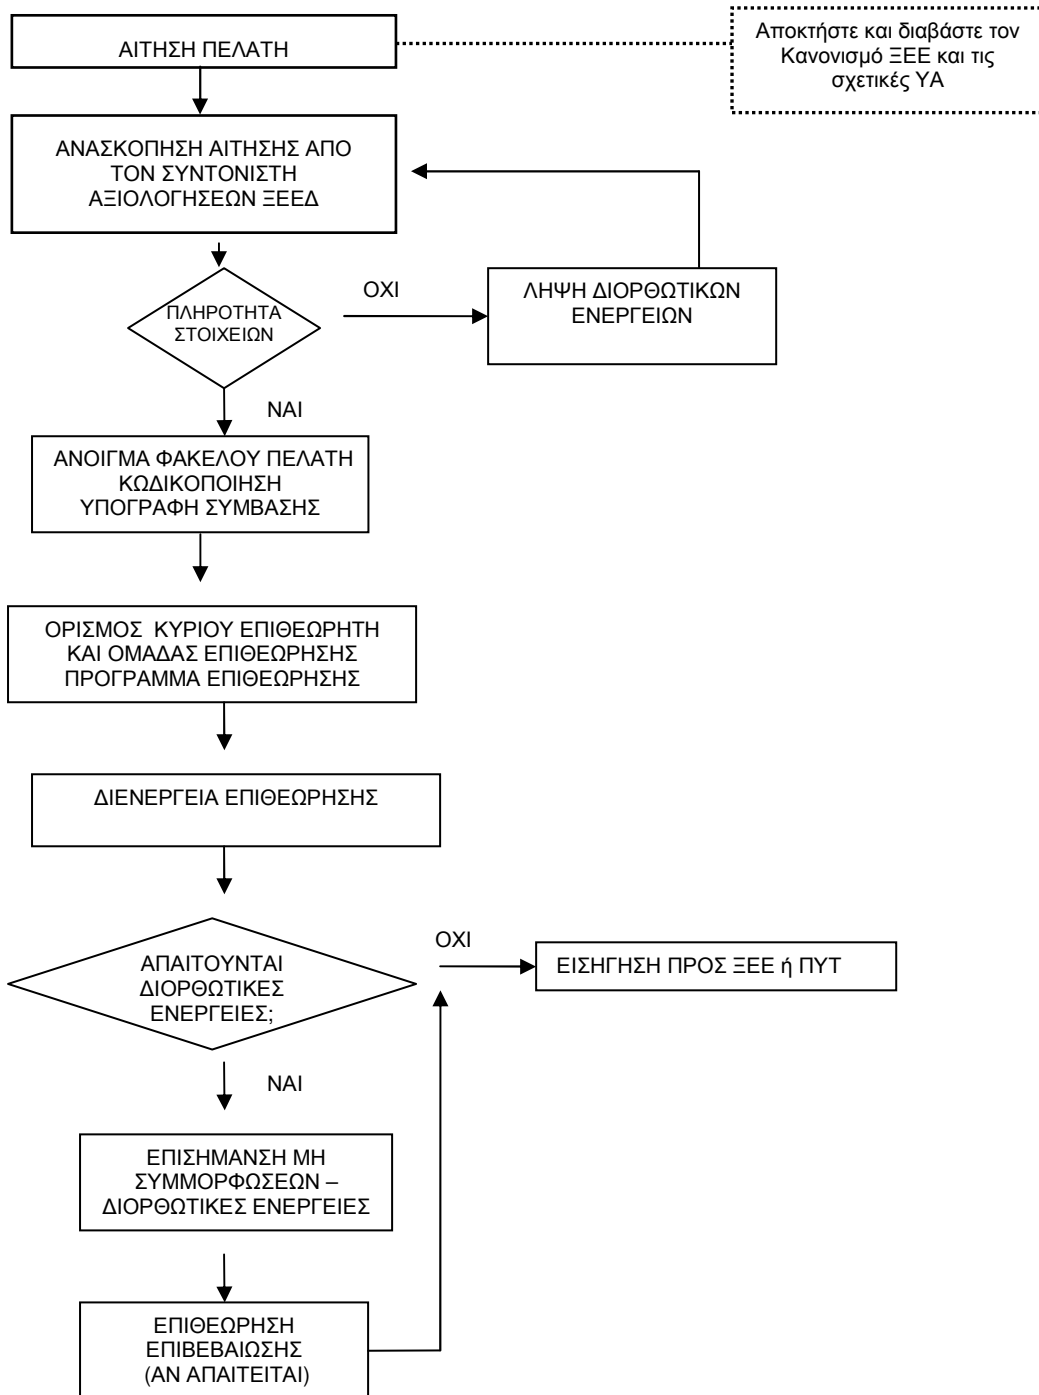 ΑΙΤΗΣΗ ΠΕΛΑΤΗ
Αποκτήστε και διαβάστε τον
Κανονισμό ΞΕΕ και τις
σχετικές ΥΑ
ΑΝΑΣΚΟΠΗΣΗ ΑΙΤΗΣΗΣ ΑΠΟ
ΤΟΝ ΣΥΝΤΟΝΙΣΤΗ
ΑΞΙΟΛΟΓΗΣΕΩΝ ΞΕΕΔ
ΠΛΗΡΟΤΗΤΑ
ΣΤΟΙΧΕΙΩΝ
ΟΧΙ
ΛΗΨΗ ΔΙΟΡΘΩΤΙΚΩΝ
ΕΝΕΡΓΕΙΩΝ
ΝΑΙ
ΑΝΟΙΓΜΑ ΦΑΚΕΛΟΥ ΠΕΛΑΤΗ
ΚΩΔΙΚΟΠΟΙΗΣΗ
ΥΠΟΓΡΑΦΗ ΣΥΜΒΑΣΗΣ
ΟΡΙΣΜΟΣ ΚΥΡΙΟΥ ΕΠΙΘΕΩΡΗΤΗ
ΚΑΙ ΟΜΑΔΑΣ ΕΠΙΘΕΩΡΗΣΗΣ
ΠΡΟΓΡΑΜΜΑ ΕΠΙΘΕΩΡΗΣΗΣ
ΔΙΕΝΕΡΓΕΙΑ ΕΠΙΘΕΩΡΗΣΗΣ
ΑΠΑΙΤΟΥΝΤΑΙ
ΔΙΟΡΘΩΤΙΚΕΣ
ΕΝΕΡΓΕΙΕΣ;
ΟΧΙ
ΕΙΣΗΓΗΣΗ ΠΡΟΣ ΞΕΕ ή ΠΥΤ
ΝΑΙ
ΕΠΙΣΗΜΑΝΣΗ ΜΗ
ΣΥΜΜΟΡΦΩΣΕΩΝ –
ΔΙΟΡΘΩΤΙΚΕΣ ΕΝΕΡΓΕΙΕΣ
ΕΠΙΘΕΩΡΗΣΗ
ΕΠΙΒΕΒΑΙΩΣΗΣ
(ΑΝ ΑΠΑΙΤΕΙΤΑΙ)